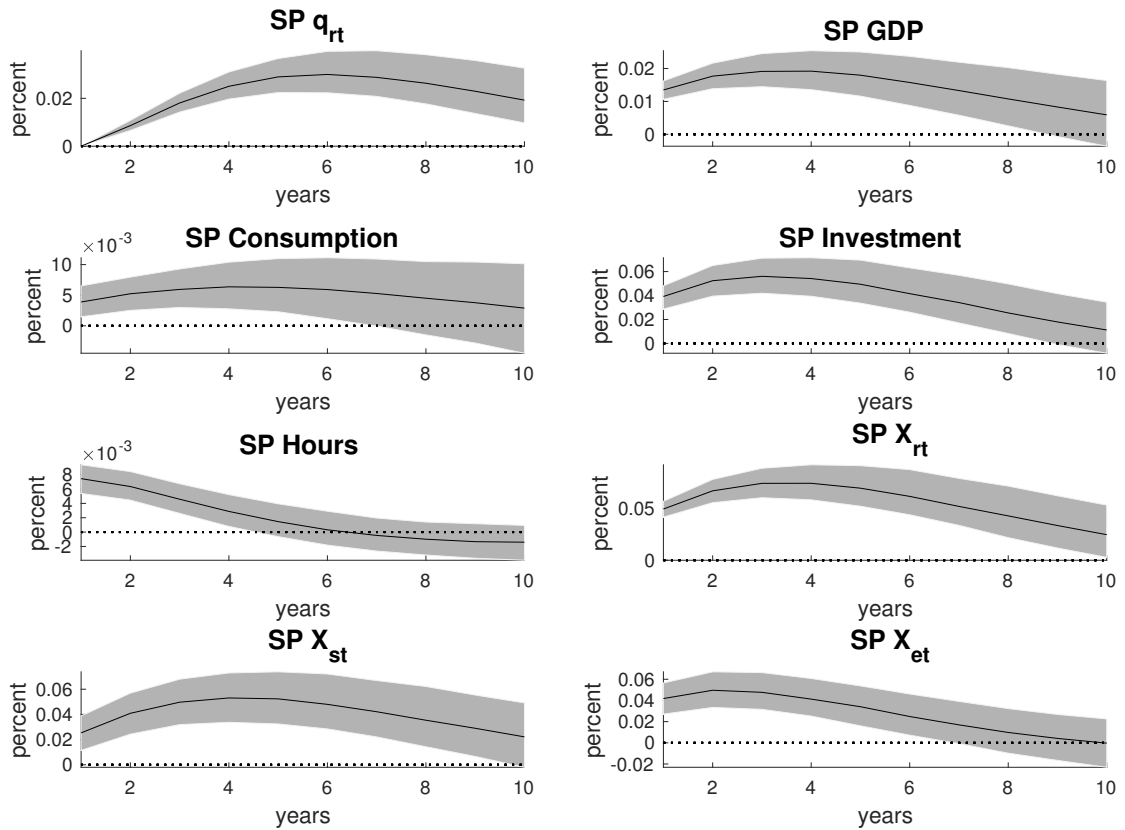 SP q_rt
percent
0.02
0
2 4 6 8 10
years
SP GDP
percent
0.02
0.01
0
2 4 6 8 10
years
SP Consumption
×10^-3
percent
10
5
0
2 4 6 8 10
years
SP Investment
percent
0.06
0.04
0.02
0
2 4 6 8 10
years
SP Hours
×10^-3
percent
8
6
4
2
0
-2
2 4 6 8 10
years
SP X_rt
percent
0.05
0
2 4 6 8 10
years
SP X_st
percent
0.06
0.04
0.02
0
2 4 6 8 10
years
SP X_et
percent
0.06
0.04
0.02
0
-0.02
2 4 6 8 10
years